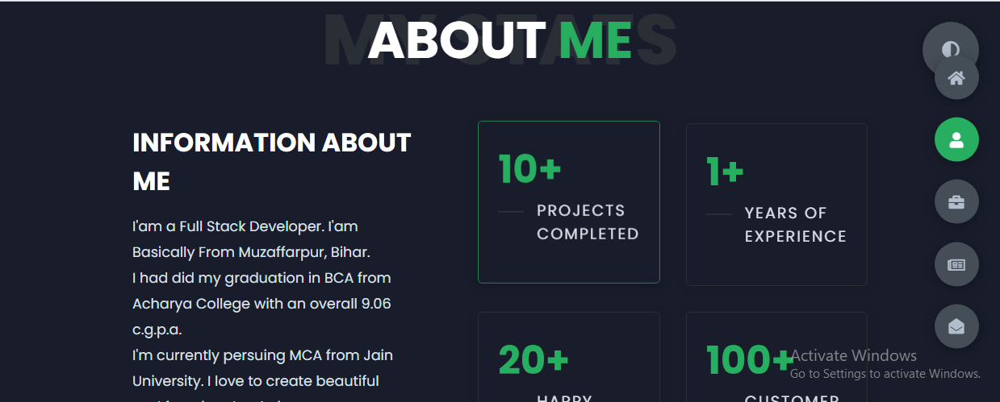 MY STATS
ABOUT ME
INFORMATION ABOUT
ME
I'am a Full Stack Developer. I'am
Basically From Muzaffarpur, Bihar.
I had did my graduation in BCA from
Acharya College with an overall 9.06
c.g.p.a.
I'm currently persuing MCA from Jain
University. I love to create beautiful
10+
PROJECTS
COMPLETED
1+
YEARS OF
EXPERIENCE
20+
HAPPY
100+
CUSTOMER
Activate Windows
Go to Settings to activate Windows.